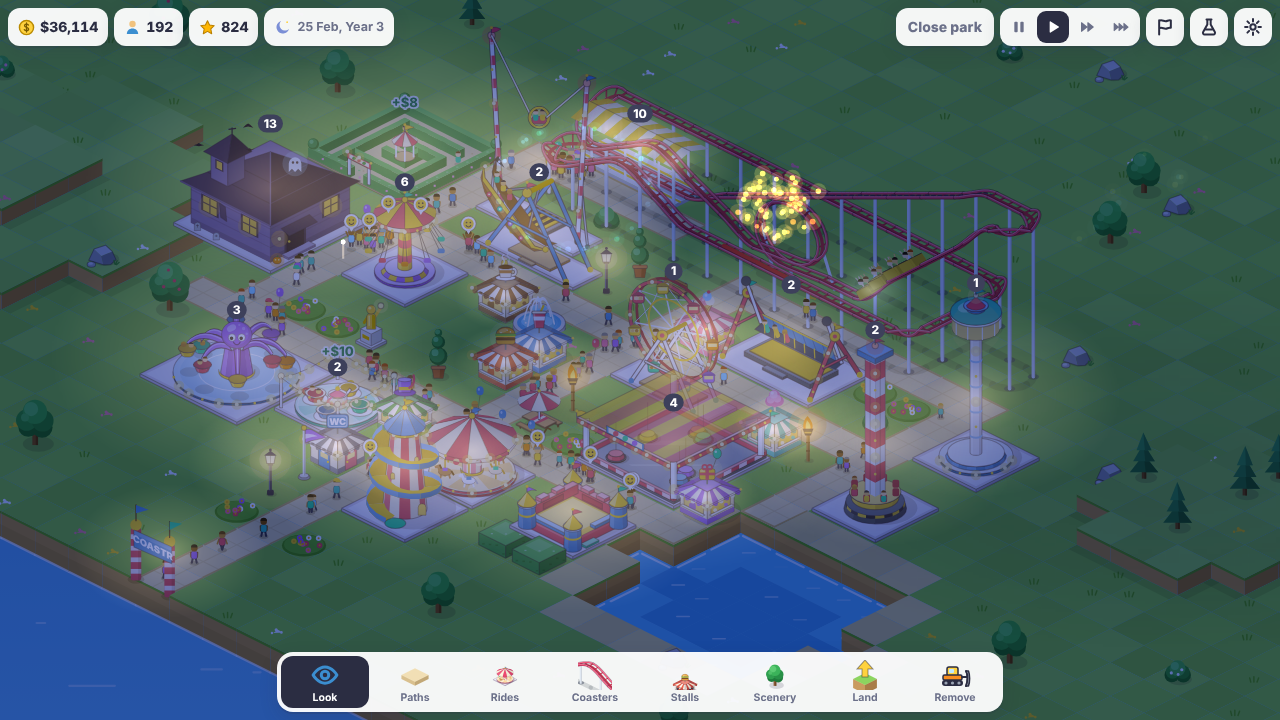 $36,114
192
824
25 Feb, Year 3
Close park
+$8
13
10
6
2
1
2
1
3
2
+$10
2
4
WC
COASTR
Look
Paths
Rides
Coasters
Stalls
Scenery
Land
Remove